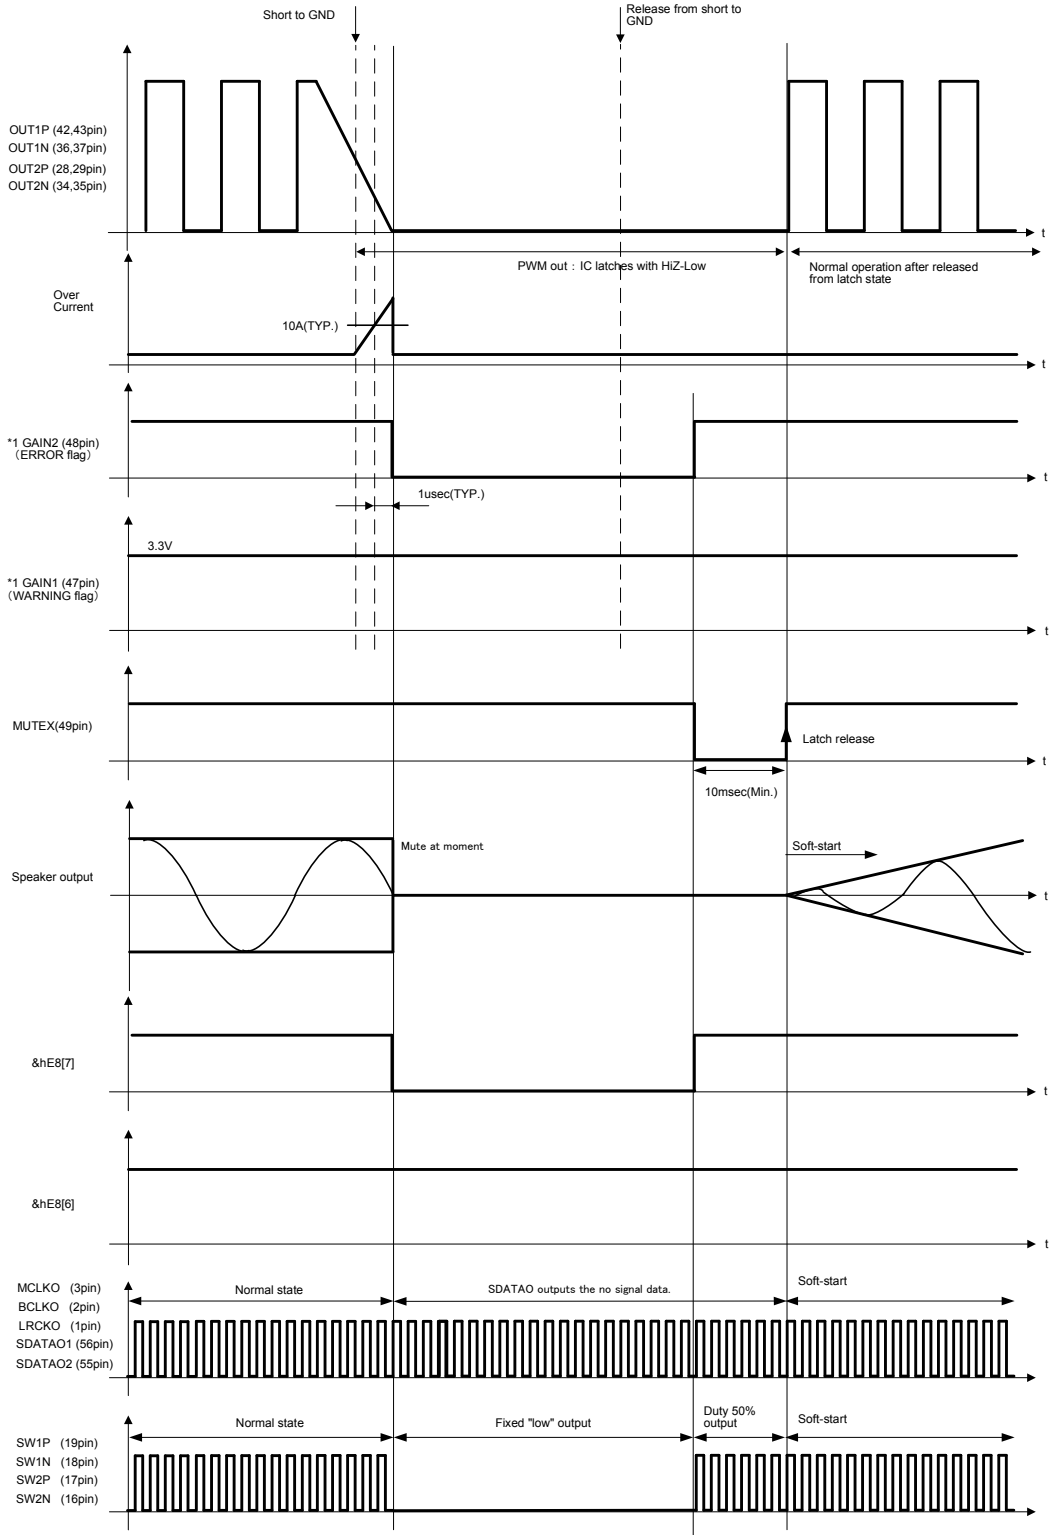 Short to GND
Release from short to
GND
OUT1P (42,43pin)
OUT1N (36,37pin)
OUT2P (28,29pin)
OUT2N (34,35pin)
t
PWM out : IC latches with HiZ-Low
Normal operation after released
from latch state
Over
Current
10A(TYP.)
t
*1 GAIN2 (48pin)
(ERROR flag)
t
1usec(TYP.)
3.3V
*1 GAIN1 (47pin)
(WARNING flag)
t
MUTEX(49pin)
Latch release
t
10msec(Min.)
Mute at moment
Soft-start
Speaker output
t
&hE8[7]
t
&hE8[6]
t
MCLKO (3pin)
BCLKO (2pin)
LRCKO (1pin)
SDATAO1 (56pin)
SDATAO2 (55pin)
Normal state
SDATAO outputs the no signal data.
Soft-start
Normal state
Fixed "low" output
Duty 50%
output
Soft-start
SW1P (19pin)
SW1N (18pin)
SW2P (17pin)
SW2N (16pin)